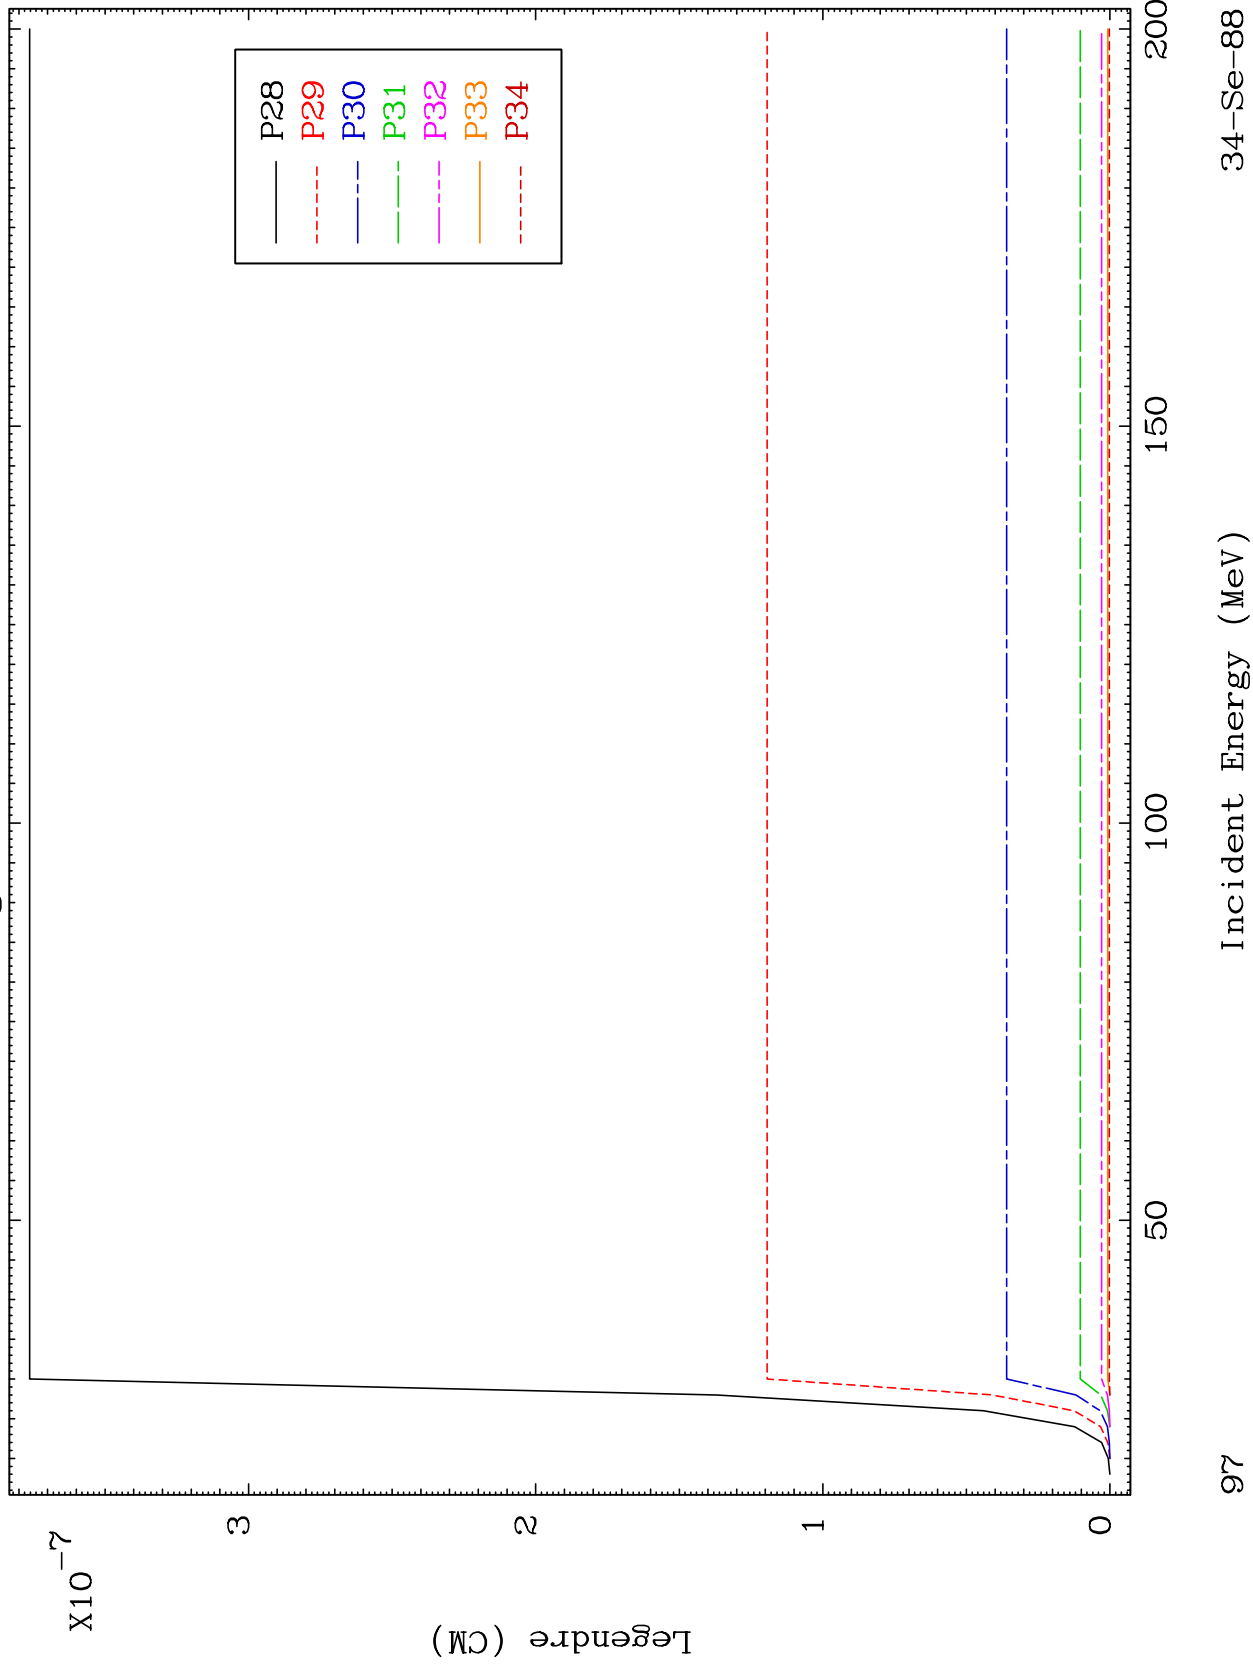 X10⁻⁷
Legendre (CM)
3
2
1
0
P28
P29
P30
P31
P32
P33
P34
50
100
150
200
Incident Energy (MeV)
97
34-Se-88